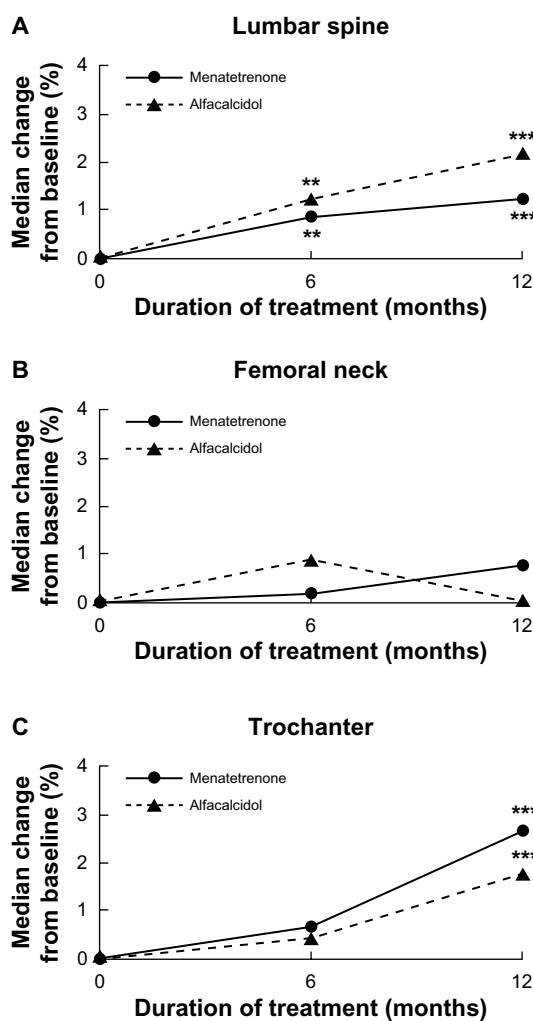 A Lumbar spine
Median change
from baseline (%)
Menatetrenone
Alfacalcidol
4
3
2
1
0
**
**
***
***
0 6 12
Duration of treatment (months)
B Femoral neck
Median change
from baseline (%)
Menatetrenone
Alfacalcidol
4
3
2
1
0
0 6 12
Duration of treatment (months)
C Trochanter
Median change
from baseline (%)
Menatetrenone
Alfacalcidol
4
3
2
1
0
***
***
0 6 12
Duration of treatment (months)